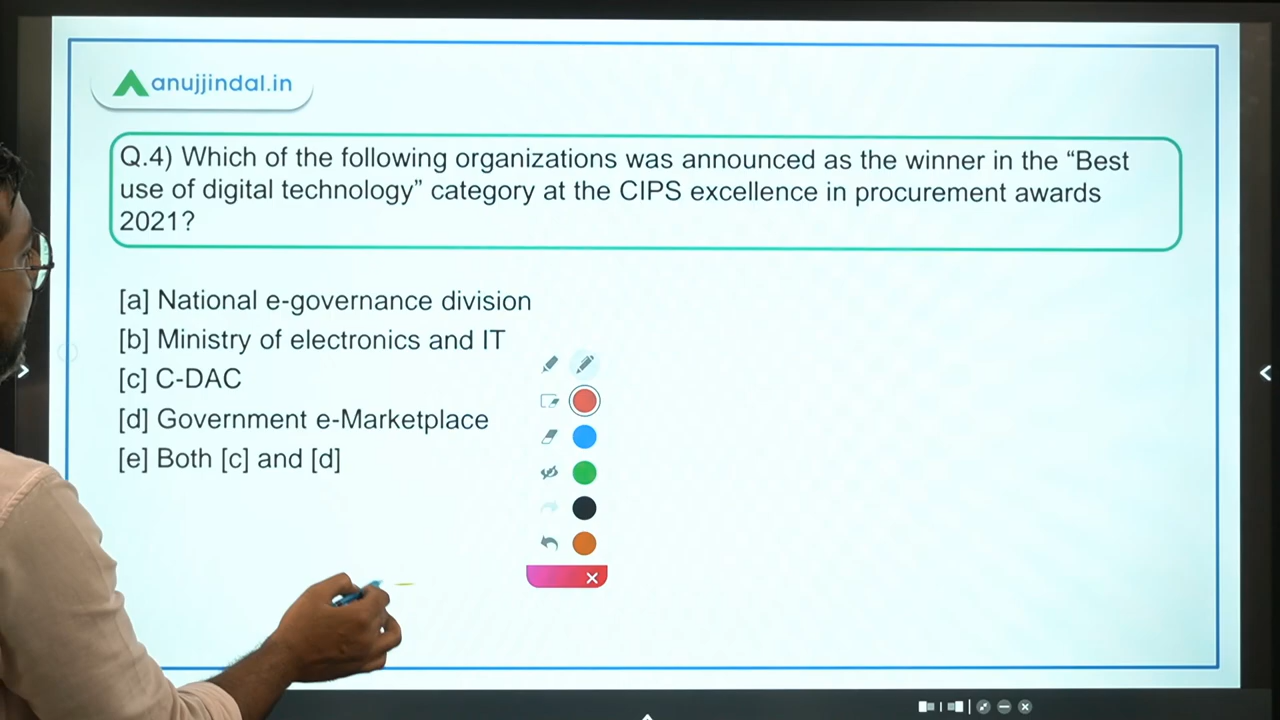 anujjindal.in
Q.4) Which of the following organizations was announced as the winner in the “Best
use of digital technology” category at the CIPS excellence in procurement awards
2021?
[a] National e-governance division
[b] Ministry of electronics and IT
[c] C-DAC
[d] Government e-Marketplace
[e] Both [c] and [d]